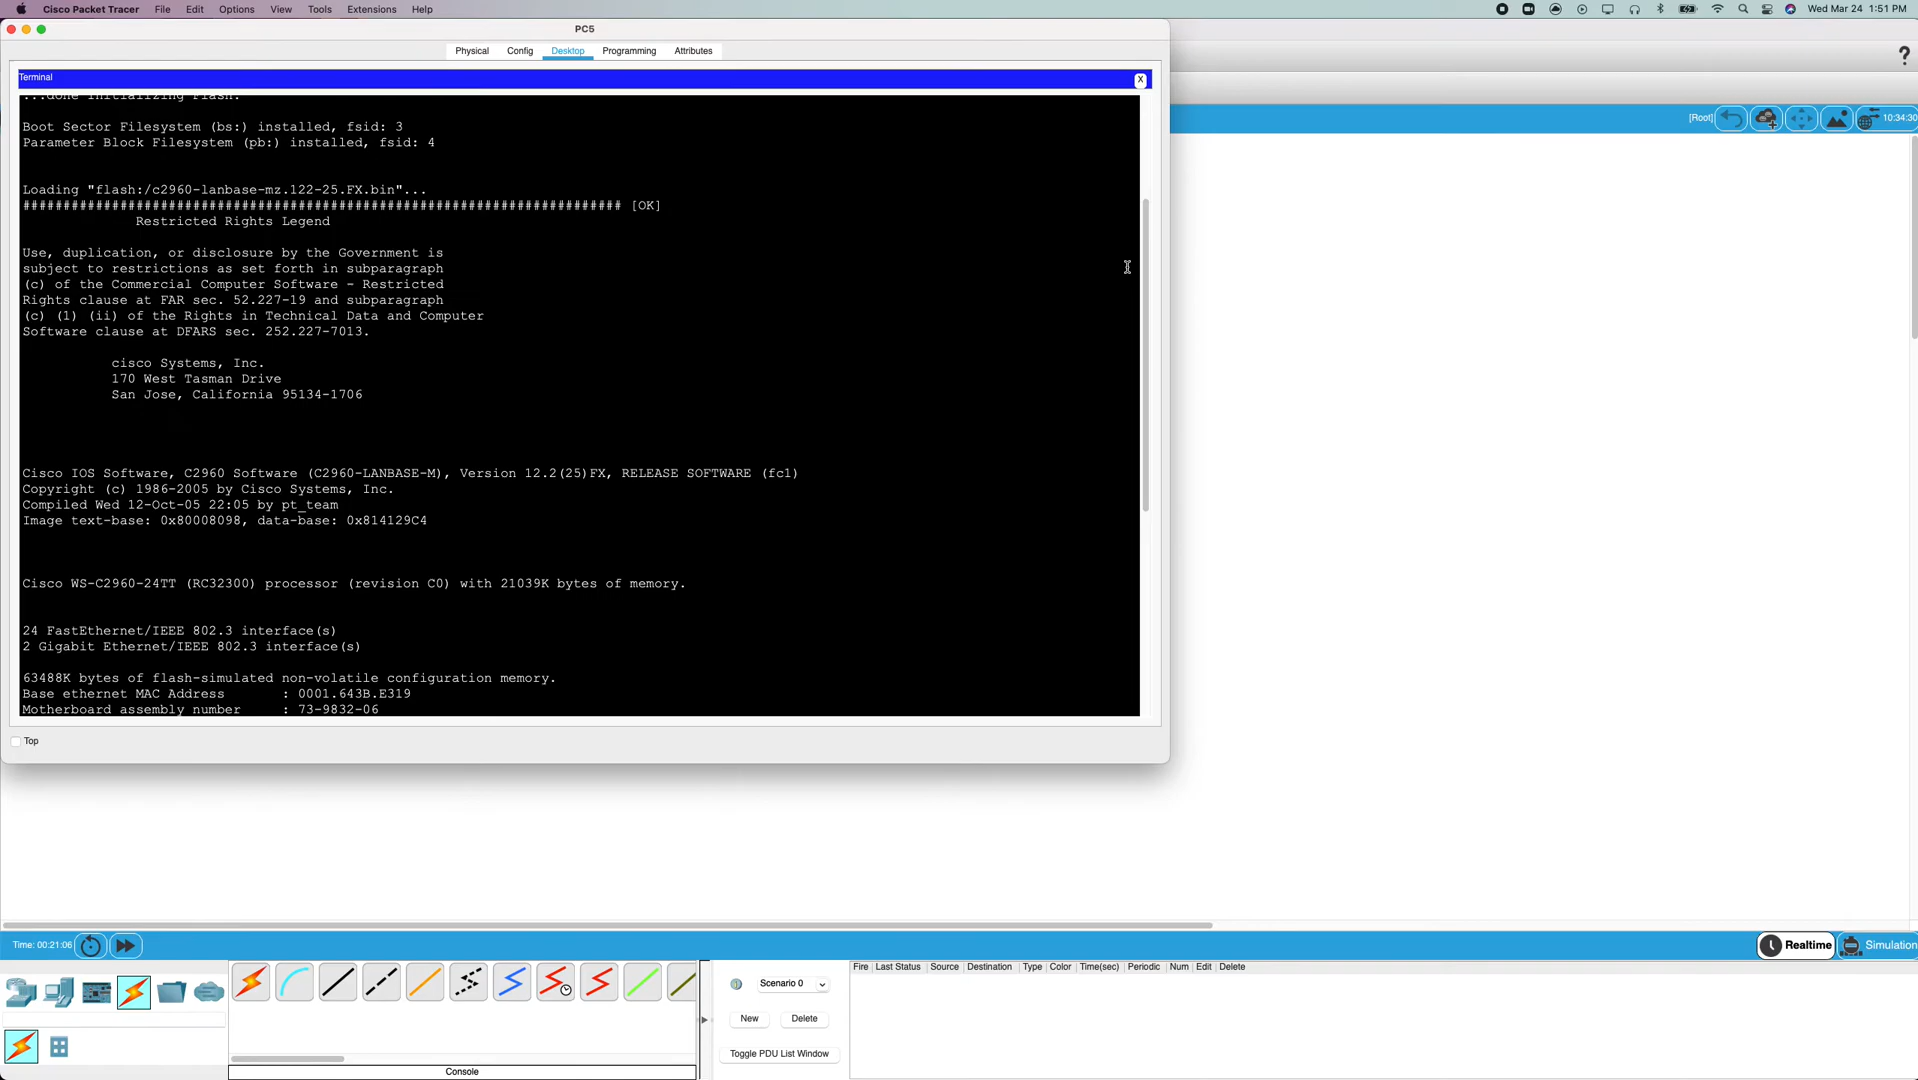 Cisco Packet Tracer File Edit Options View Tools Extensions Help
Wed Mar 24 1:51 PM
PC5
Physical Config Desktop Programming Attributes
Terminal
X
?
[Root]
10:34:30
...done Initializing Flash.
Boot Sector Filesystem (bs:) installed, fsid: 3
Parameter Block Filesystem (pb:) installed, fsid: 4
Loading "flash:/c2960-lanbase-mz.122-25.FX.bin"...
########################################################################## [OK]
Restricted Rights Legend
Use, duplication, or disclosure by the Government is
subject to restrictions as set forth in subparagraph
(c) of the Commercial Computer Software - Restricted
Rights clause at FAR sec. 52.227-19 and subparagraph
(c) (1) (ii) of the Rights in Technical Data and Computer
Software clause at DFARS sec. 252.227-7013.
cisco Systems, Inc.
170 West Tasman Drive
San Jose, California 95134-1706
Cisco IOS Software, C2960 Software (C2960-LANBASE-M), Version 12.2(25)FX, RELEASE SOFTWARE (fc1)
Copyright (c) 1986-2005 by Cisco Systems, Inc.
Compiled Wed 12-Oct-05 22:05 by pt_team
Image text-base: 0x80008098, data-base: 0x814129C4
Cisco WS-C2960-24TT (RC32300) processor (revision C0) with 21039K bytes of memory.
24 FastEthernet/IEEE 802.3 interface(s)
2 Gigabit Ethernet/IEEE 802.3 interface(s)
63488K bytes of flash-simulated non-volatile configuration memory.
Base ethernet MAC Address : 0001.643B.E319
Motherboard assembly number : 73-9832-06
Top
Time: 00:21:06
Realtime
Simulation
Scenario 0
New
Delete
Toggle PDU List Window
Fire Last Status Source Destination Type Color Time(sec) Periodic Num Edit Delete
Console